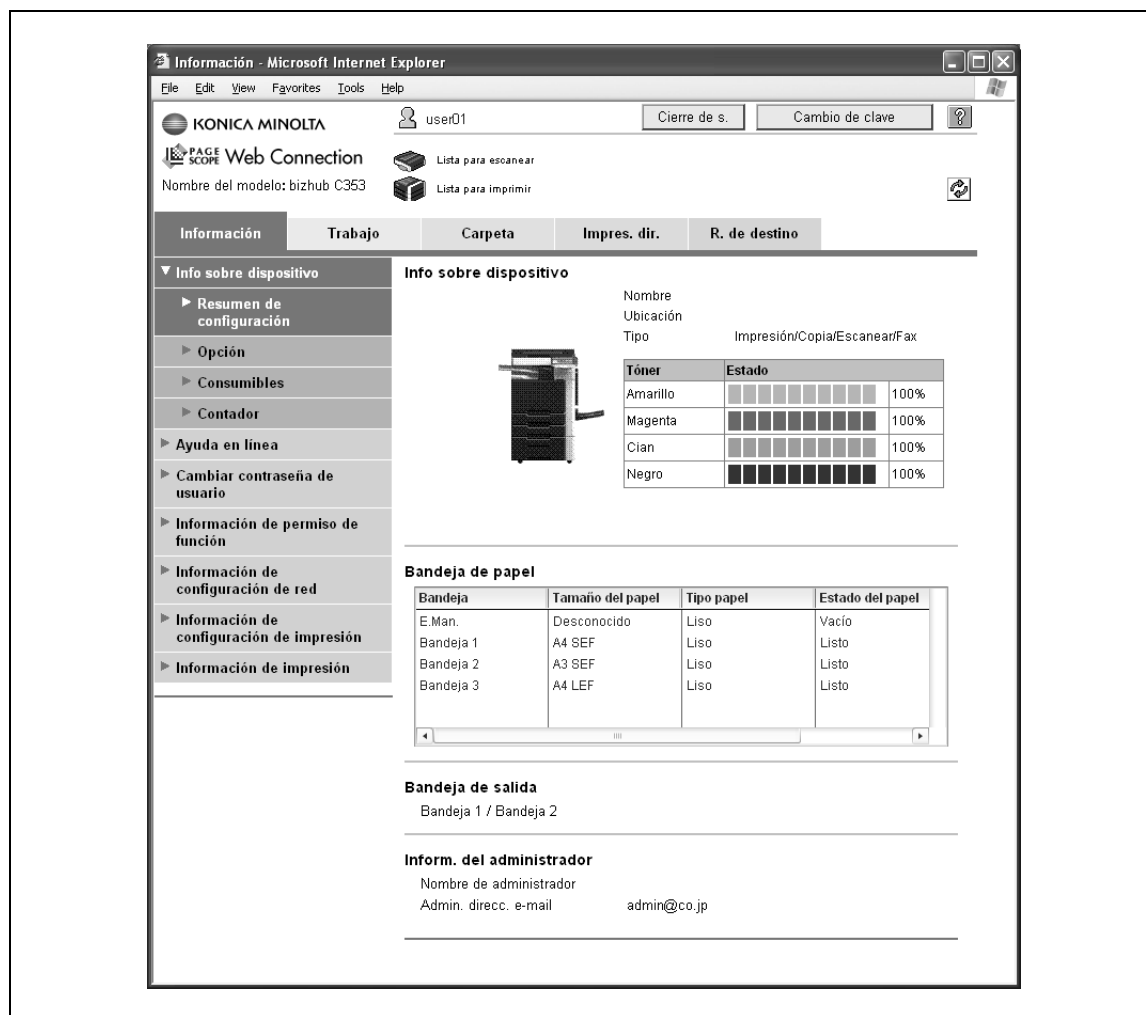 Información - Microsoft Internet Explorer
File Edit View Favorites Tools Help
KONICA MINOLTA
user01
Cierre de s.
Cambio de clave
?
PAGE SCOPE Web Connection
Lista para escanear
Nombre del modelo: bizhub C353
Lista para imprimir
Información Trabajo Carpeta Impres. dir. R. de destino
Info sobre dispositivo
Resumen de
configuración
Opción
Consumibles
Contador
Ayuda en línea
Cambiar contraseña de
usuario
Información de permiso de
función
Información de
configuración de red
Información de
configuración de impresión
Información de impresión
Info sobre dispositivo
Nombre
Ubicación
Tipo Impresión/Copia/Escanear/Fax
Tóner Estado
Amarillo 100%
Magenta 100%
Cian 100%
Negro 100%
Bandeja de papel
Bandeja Tamaño del papel Tipo papel Estado del papel
E.Man. Desconocido Liso Vacío
Bandeja 1 A4 SEF Liso Listo
Bandeja 2 A3 SEF Liso Listo
Bandeja 3 A4 LEF Liso Listo
Bandeja de salida
Bandeja 1 / Bandeja 2
Inform. del administrador
Nombre de administrador
Admin. direcc. e-mail admin@co.jp